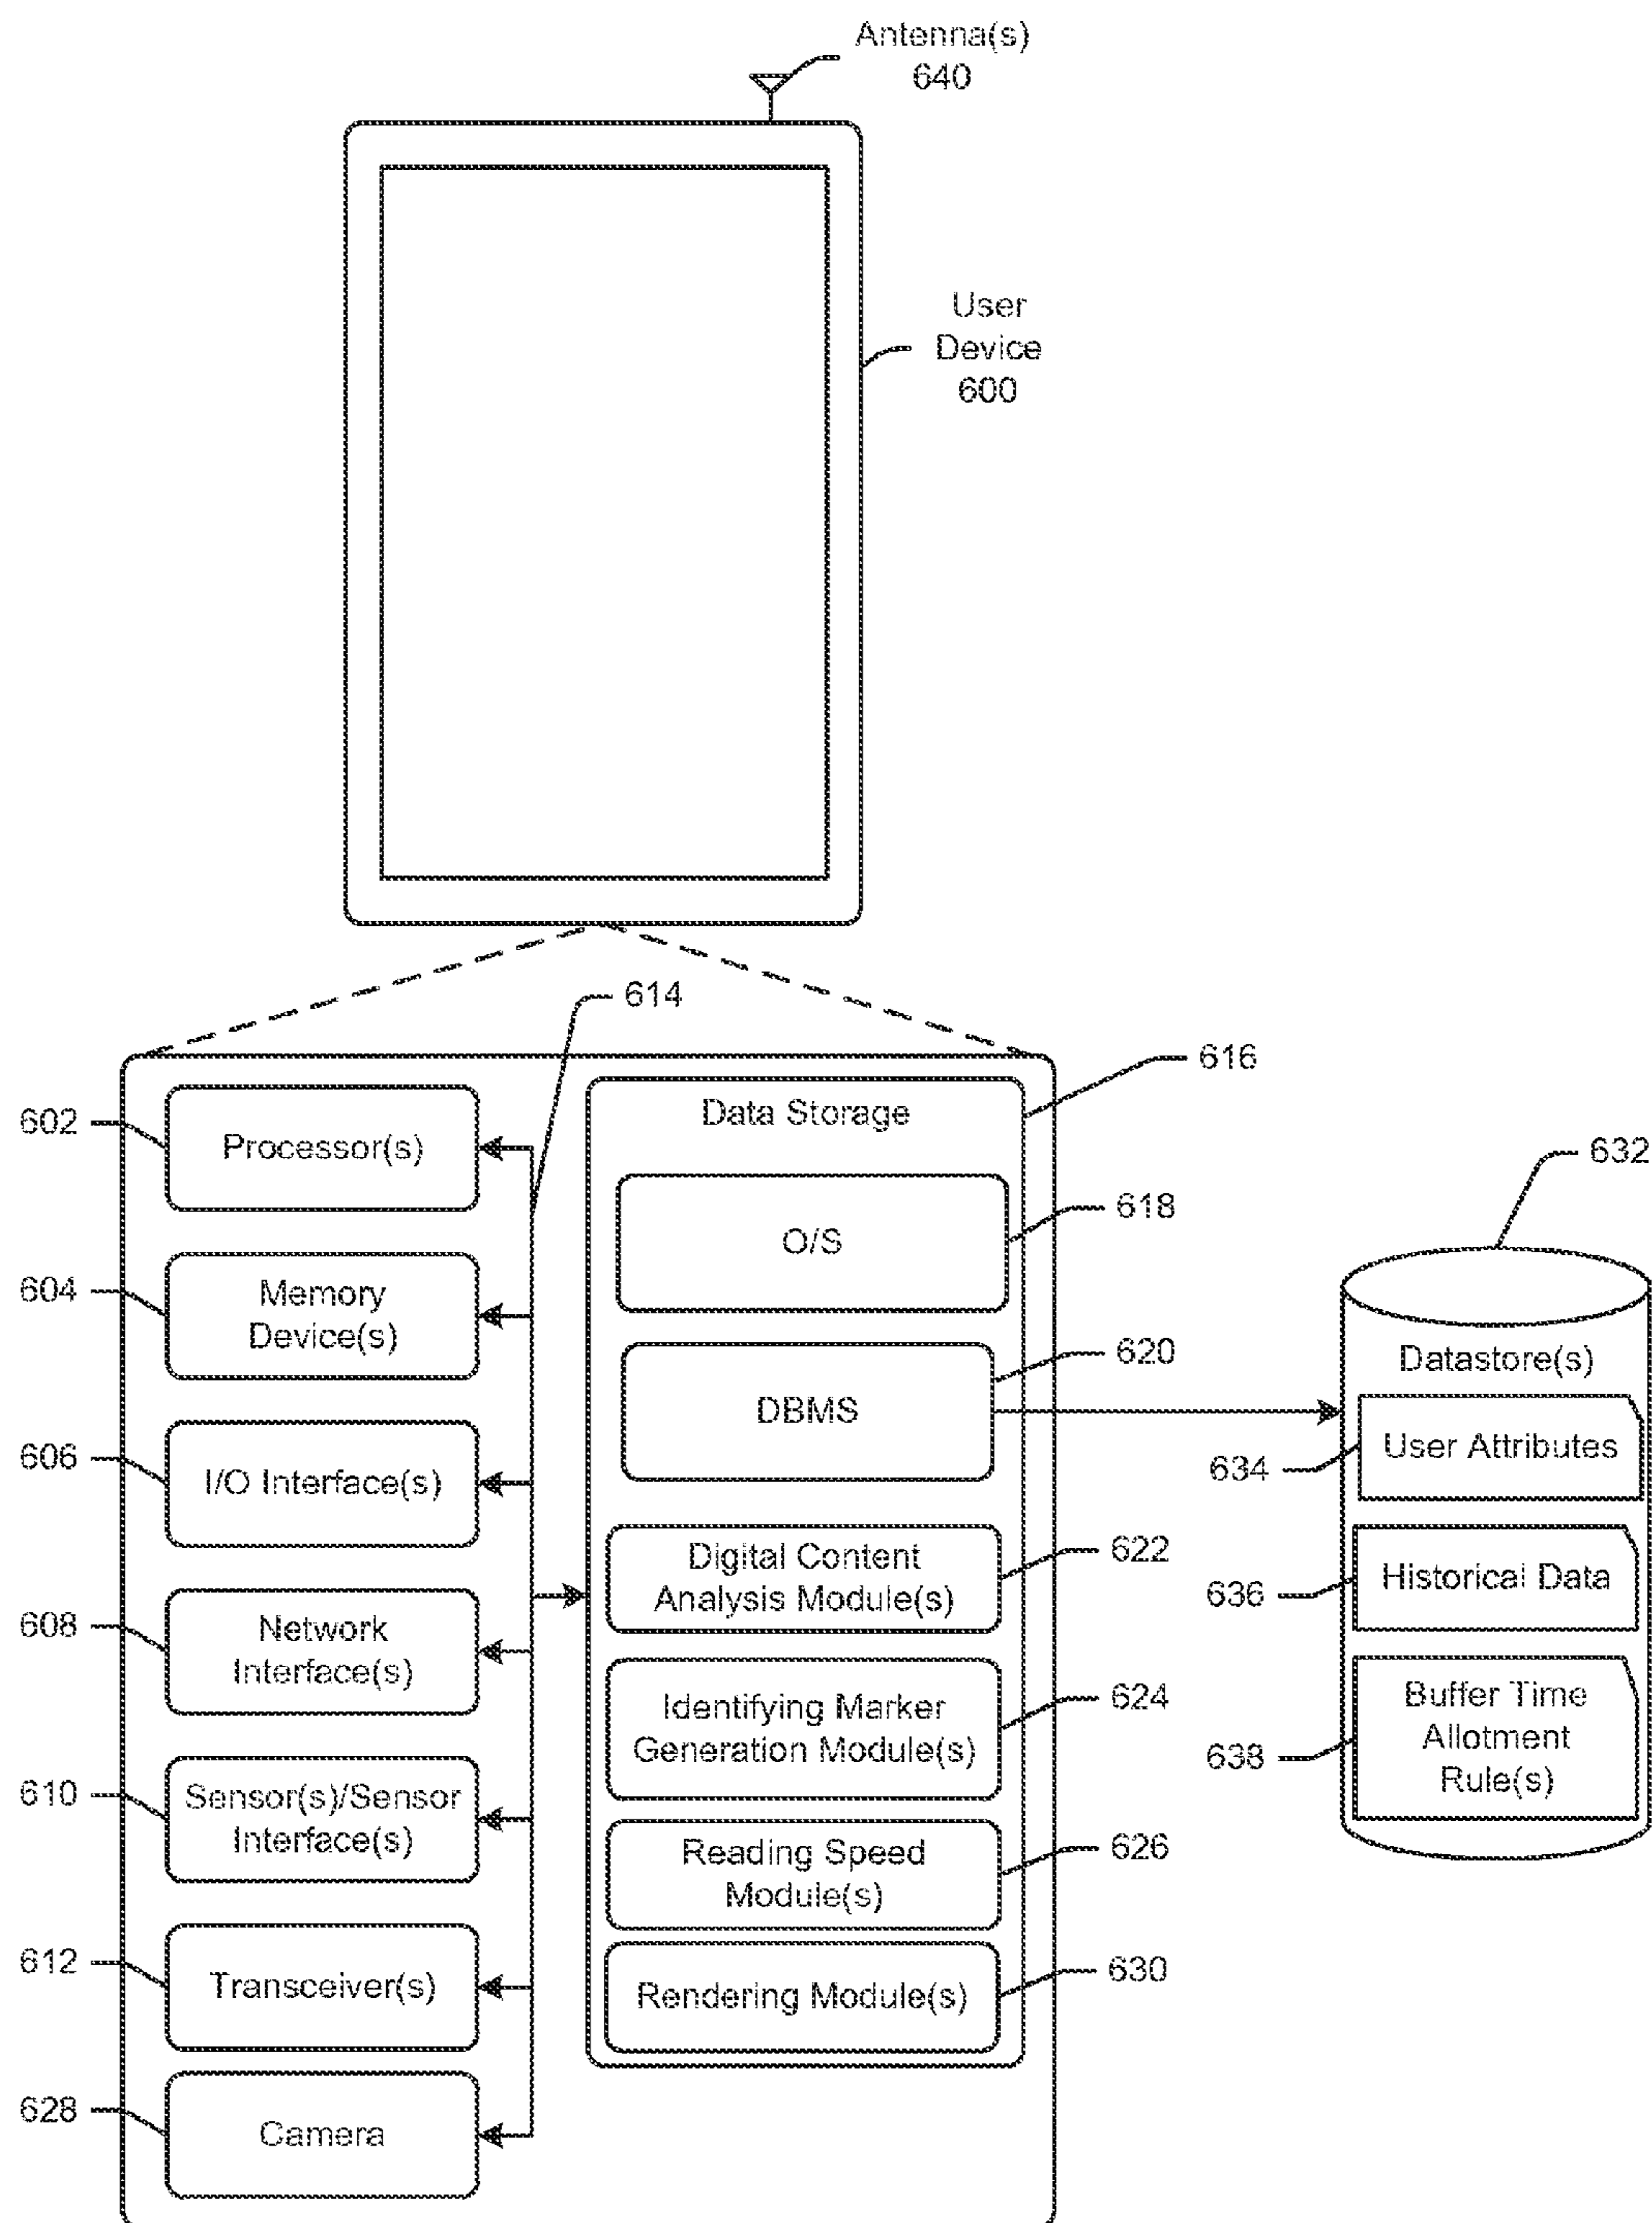 Antenna(s)
640
User
Device
600
614
616
602
Processor(s)
604
Memory
Device(s)
606
I/O Interface(s)
608
Network
Interface(s)
610
Sensor(s)/Sensor
Interface(s)
612
Transceiver(s)
628
Camera
Data Storage
O/S
618
DBMS
620
Digital Content
Analysis Module(s)
622
Identifying Marker
Generation Module(s)
624
Reading Speed
Module(s)
626
Rendering Module(s)
630
632
Datastore(s)
User Attributes
634
Historical Data
636
Buffer Time
Allotment
Rule(s)
638